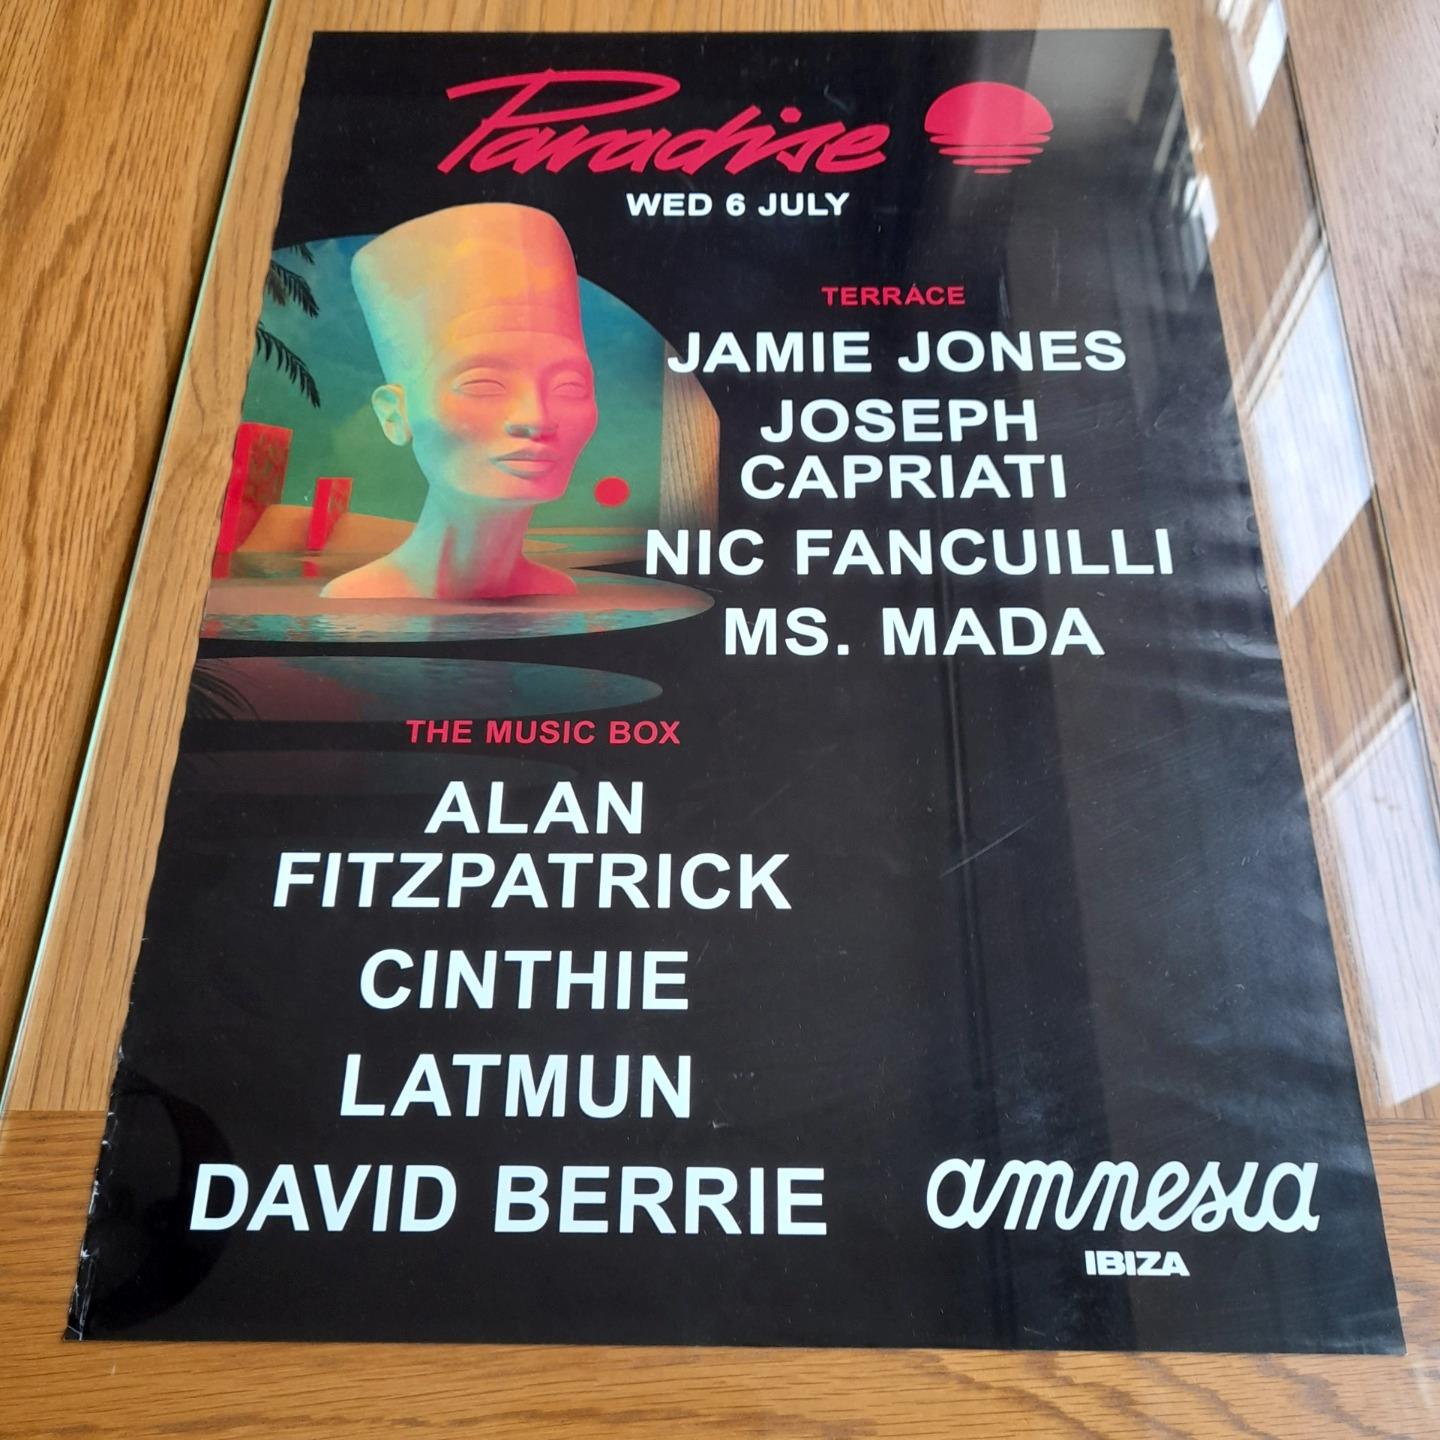 Paradise
WED 6 JULY
TERRACE
JAMIE JONES
JOSEPH
CAPRIATI
NIC FANCUILLI
MS. MADA
THE MUSIC BOX
ALAN
FITZPATRICK
CINTHIE
LATMUN
DAVID BERRIE
amnesia
IBIZA